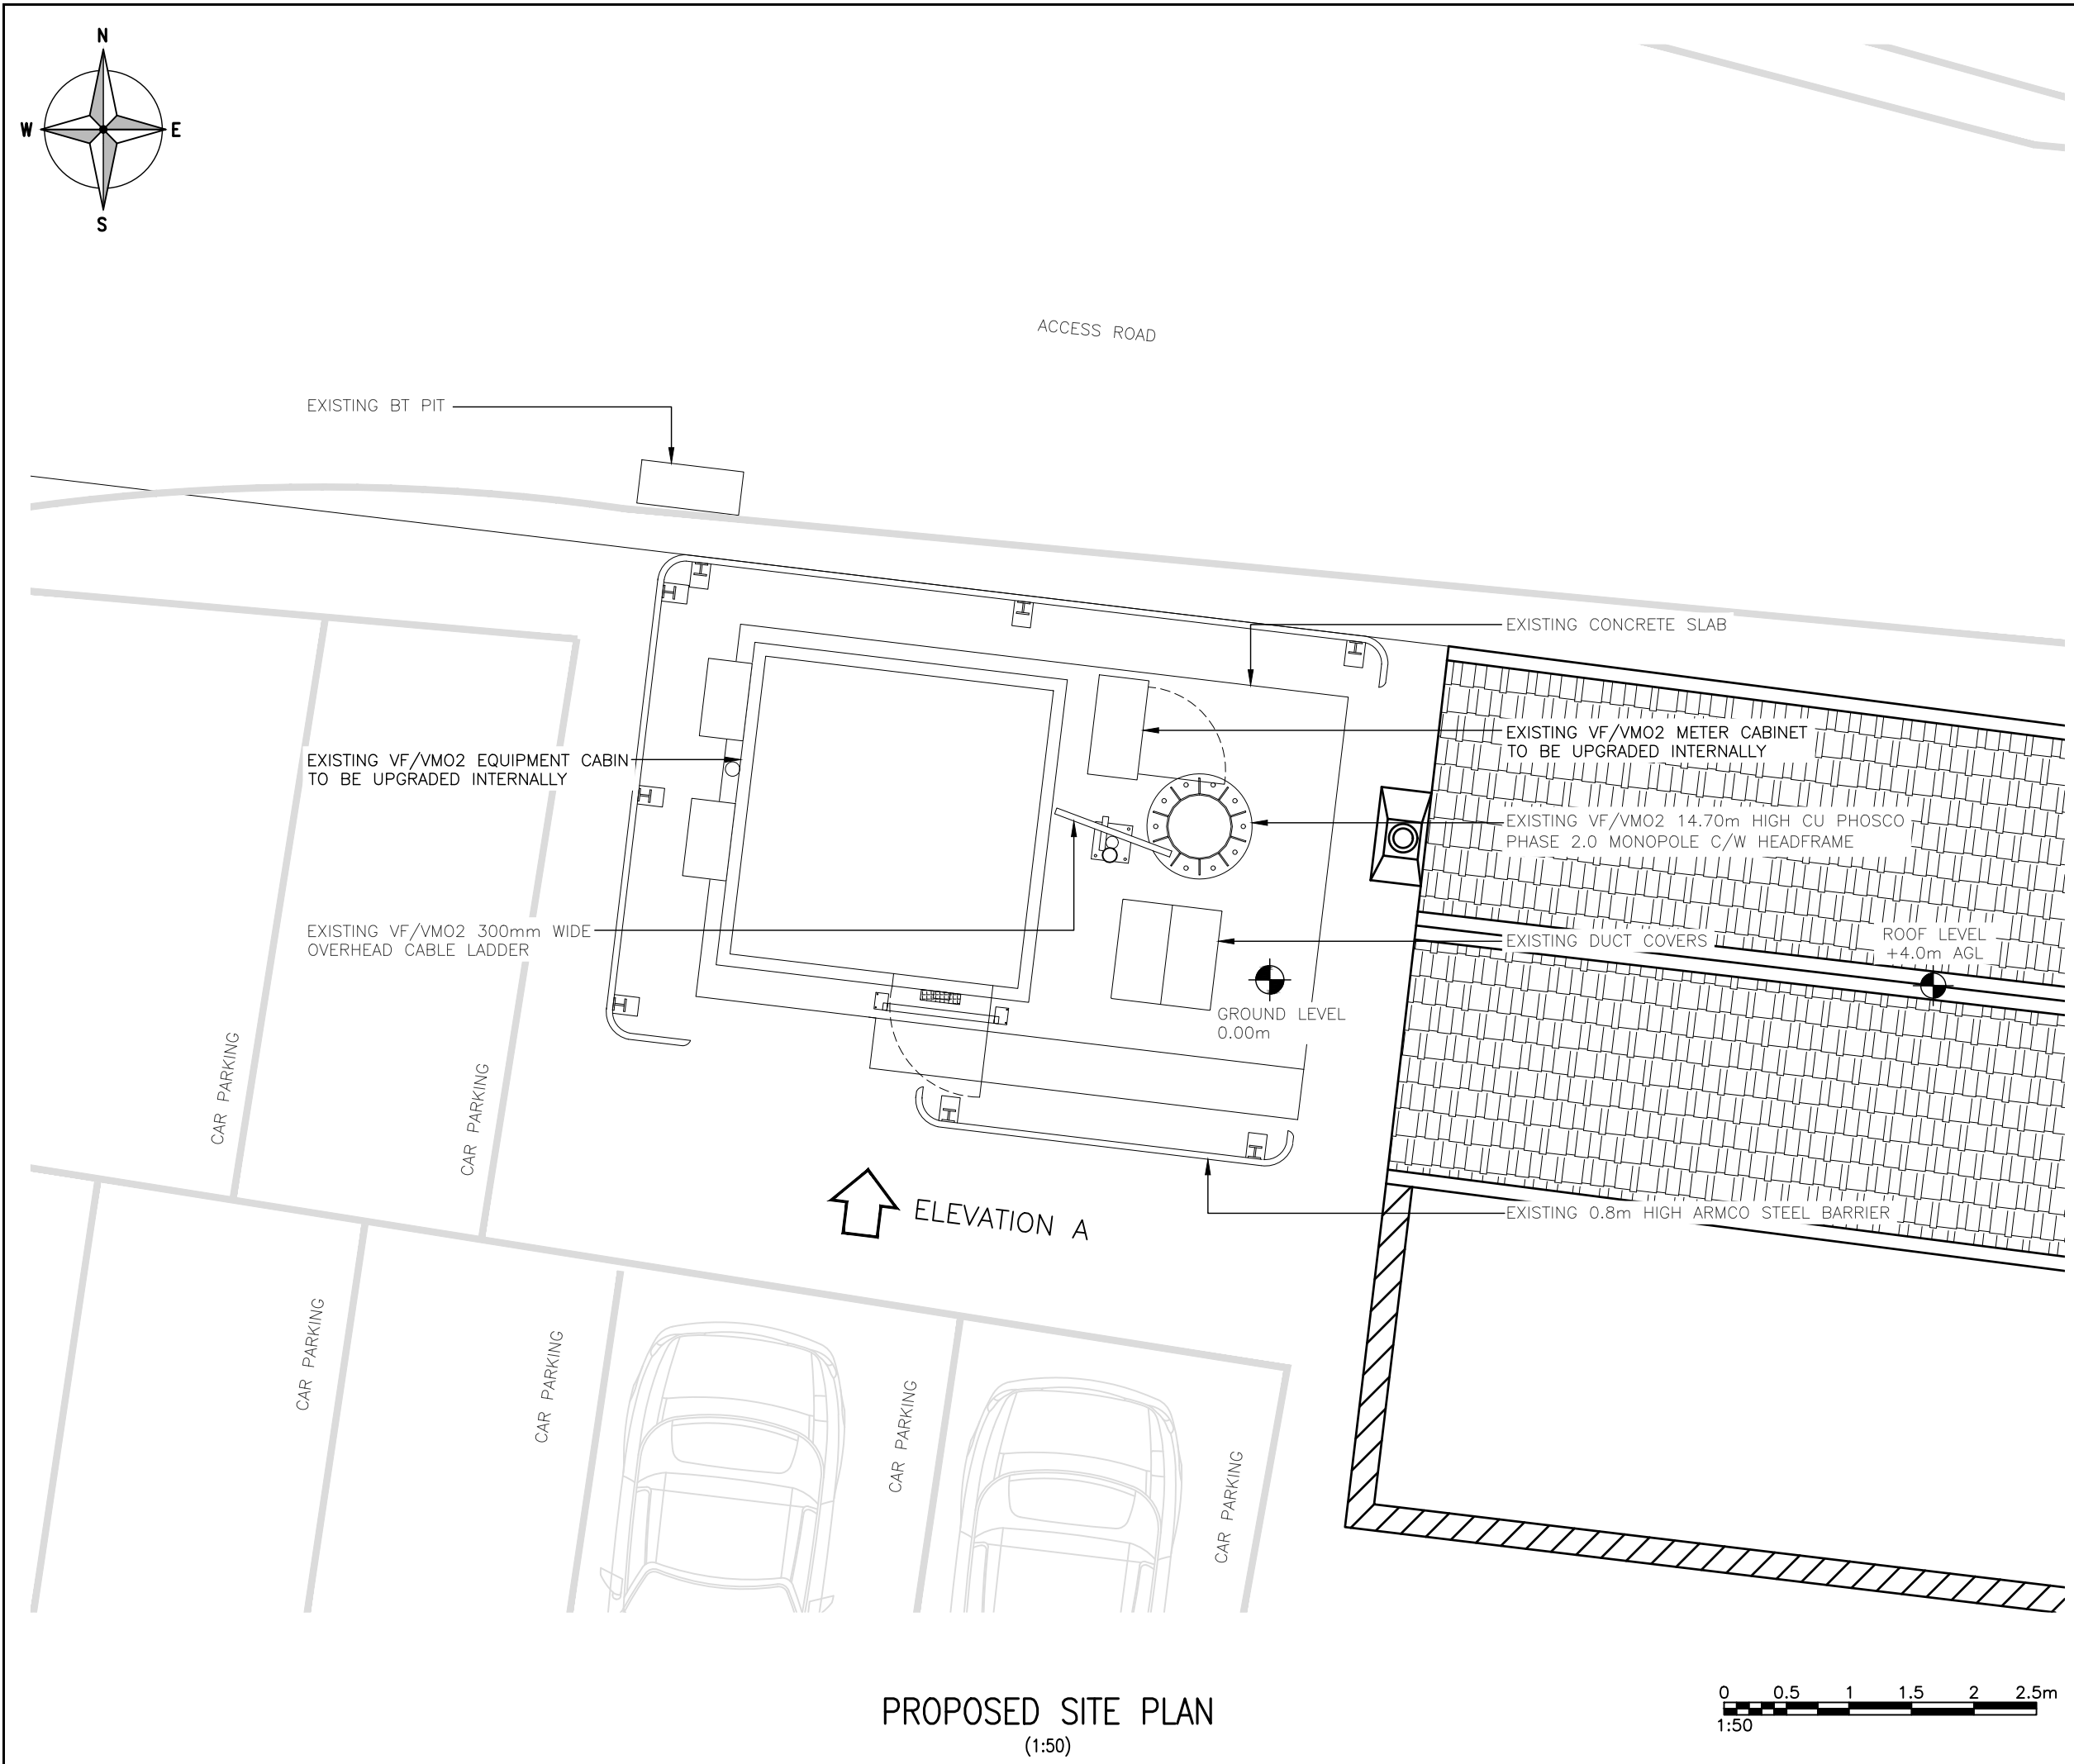 N
W
E
S
ACCESS ROAD
EXISTING BT PIT
EXISTING CONCRETE SLAB
EXISTING VF/VMO2 METER CABINET
TO BE UPGRADED INTERNALLY
EXISTING VF/VMO2 EQUIPMENT CABIN
TO BE UPGRADED INTERNALLY
EXISTING VF/VMO2 14.70m HIGH CU PHOSCO
PHASE 2.0 MONOPOLE C/W HEADFRAME
EXISTING VF/VMO2 300mm WIDE
OVERHEAD CABLE LADDER
EXISTING DUCT COVERS
ROOF LEVEL
+4.0m AGL
GROUND LEVEL
0.00m
CAR PARKING
CAR PARKING
EXISTING 0.8m HIGH ARMCO STEEL BARRIER
ELEVATION A
CAR PARKING
CAR PARKING
CAR PARKING
CAR PARKING
PROPOSED SITE PLAN
(1:50)
0 0.5 1 1.5 2 2.5m
1:50